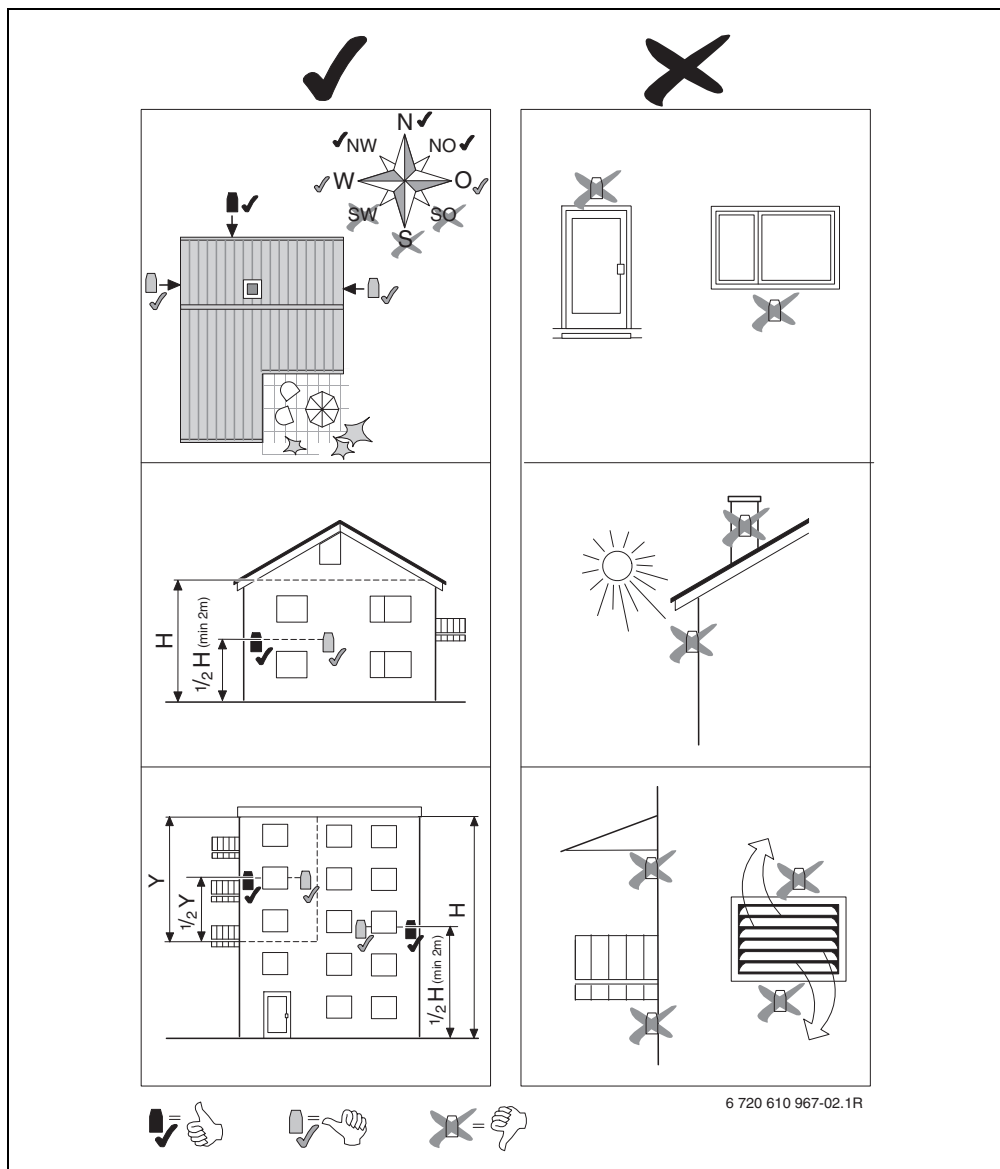 N
NW
NO
W
O
SW
SO
S
H
1/2 H (min 2m)
Y
1/2 Y
H
1/2 H (min 2m)
6 720 610 967-02.1R
=
=
=